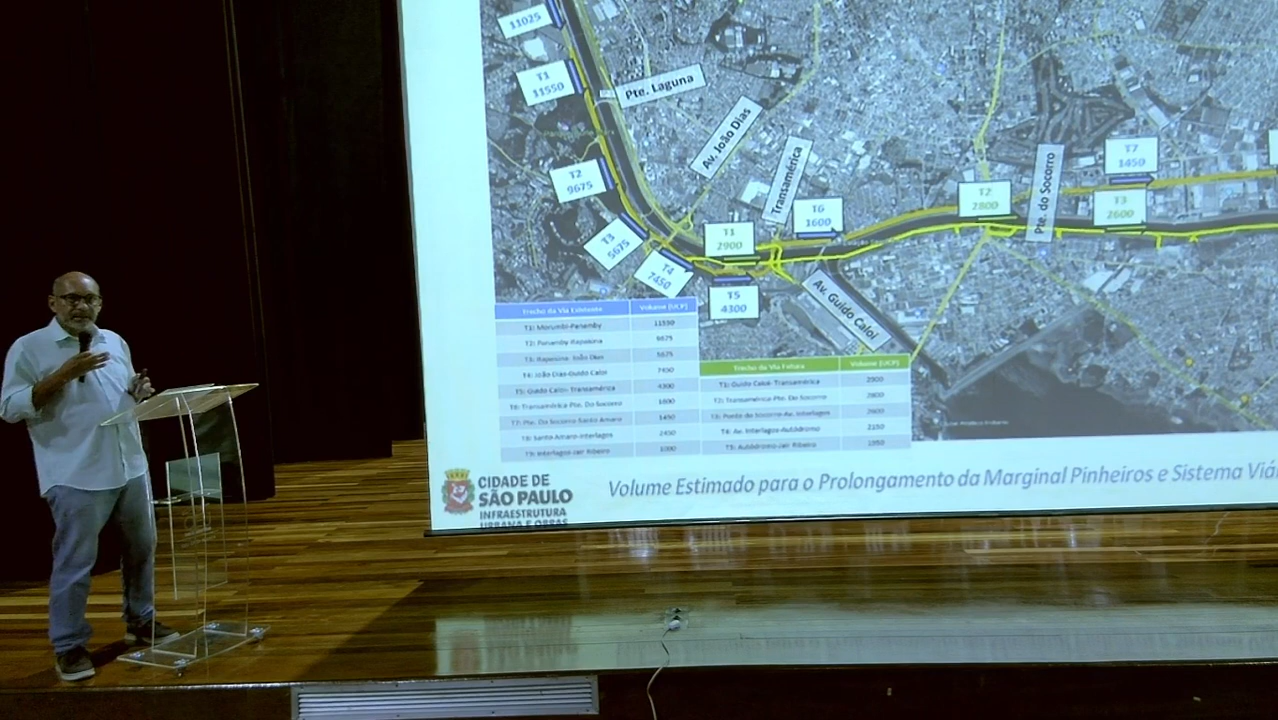 11025
T1
11550
Pte. Laguna
Av. João Dias
Transamérica
T2
9675
T3
5675
T4
7450
T1
2900
T6
1600
T5
4300
T2
2800
Pte. do Socorro
T7
1450
T3
2600
Av. Guido Caloi
Trecho da Via Existente Volume (UCP)
T1: Morumbi-Panamby 11550
T2: Panamby-Itapaiuna 9675
T3: Itapaiuna- João Dias 5675
T4: João Dias-Guido Caloi 7450
T5: Guido Caloi- Transamérica 4300
T6: Transamérica-Pte. Do Socorro 1600
T7: Pte. Do Socorro-Santo Amaro 1450
T8: Santo Amaro-Interlagos 2450
T9: Interlagos-Jair Ribeiro
Trecho da Via Futura Volume (UCP)
T1: Guido Caloi- Transamérica 2900
T2: Transamérica-Pte. Do Socorro 2800
T3: Ponte do Socorro-Av. Interlagos 2600
T4: Av. Interlagos-Autódromo 2150
T5: Autódromo-Jair Ribeiro 1950
CIDADE DE
SÃO PAULO
INFRAESTRUTURA
URBANA E OBRAS
Volume Estimado para o Prolongamento da Marginal Pinheiros e Sistema Viá